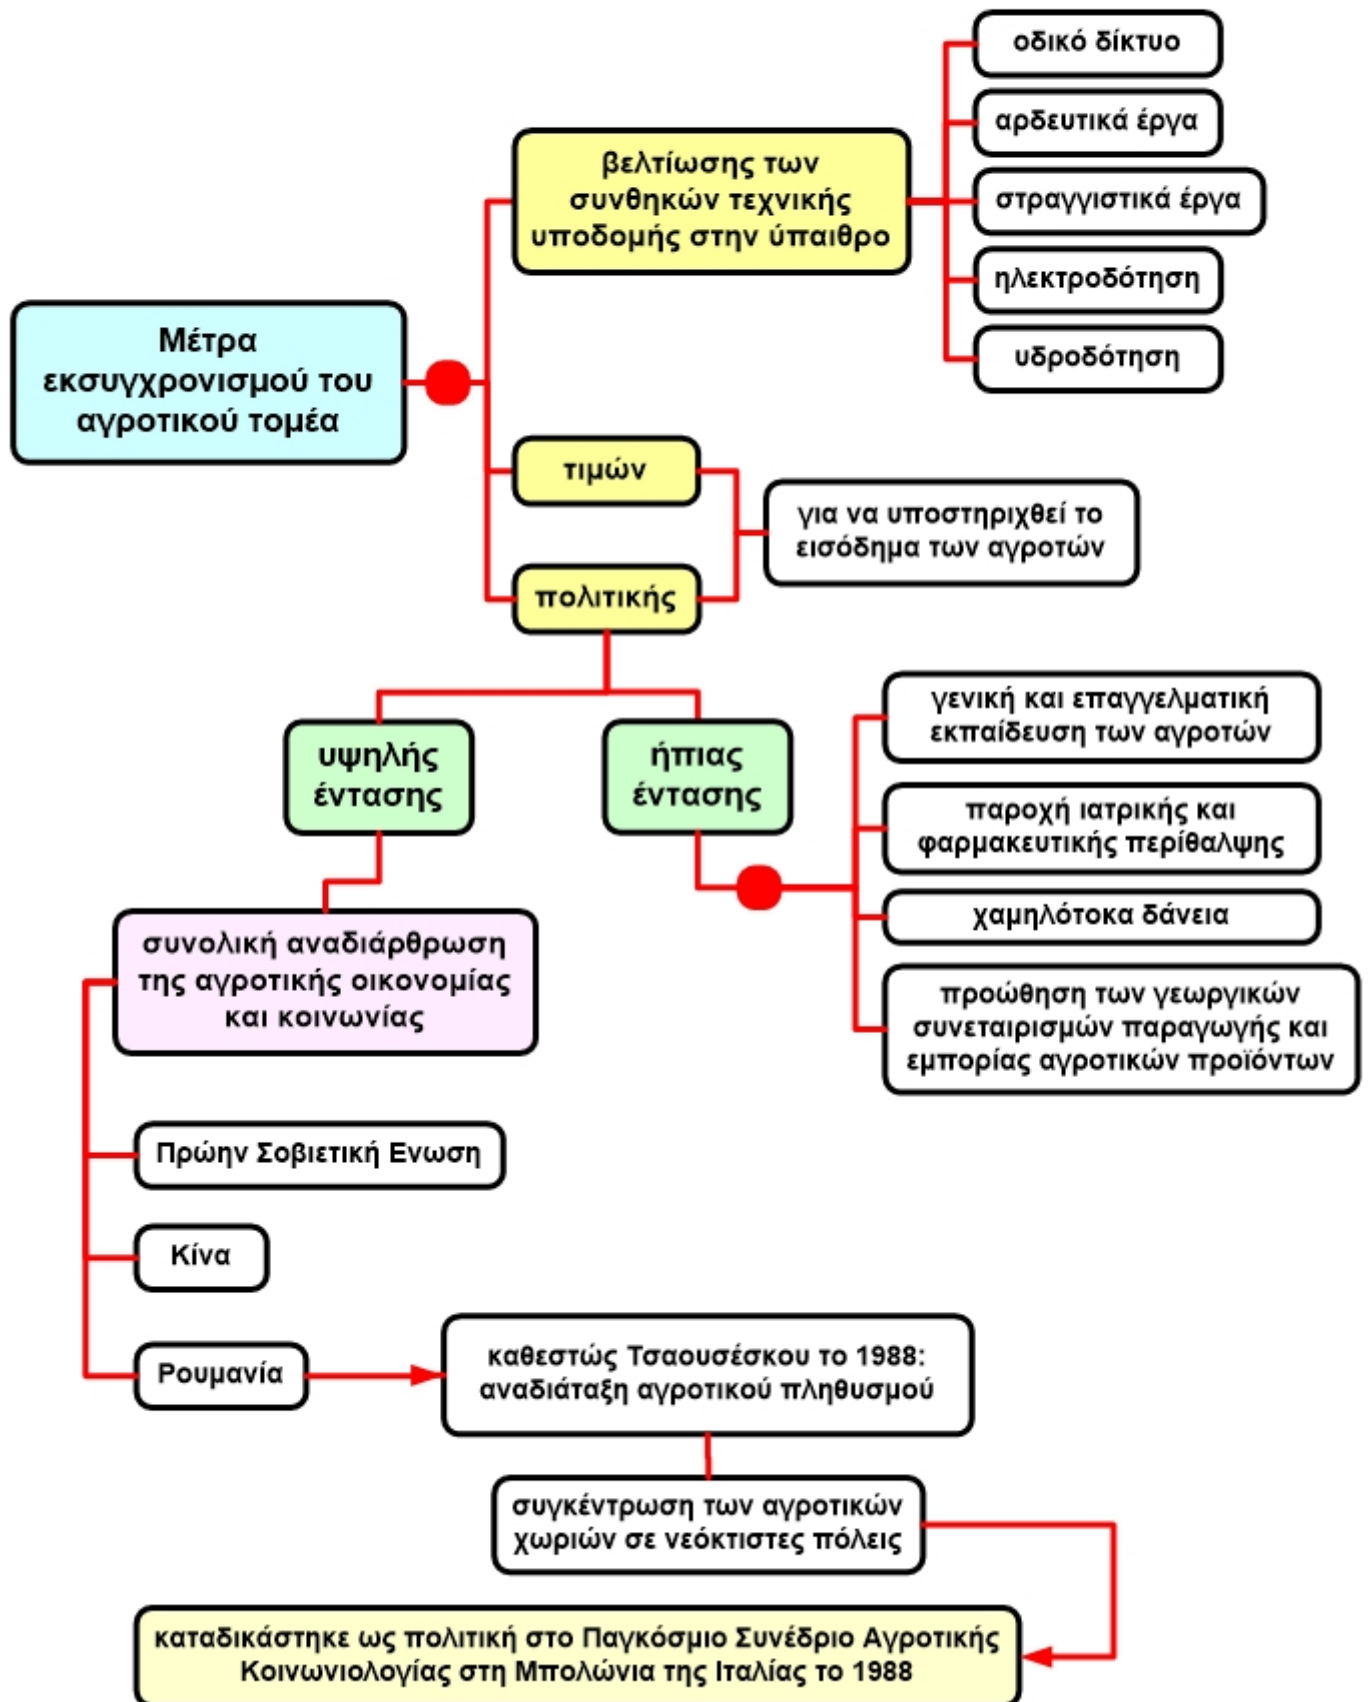 οδικό δίκτυο
αρδευτικά έργα
βελτίωσης των
συνθηκών τεχνικής
υποδομής στην ύπαιθρο
στραγγιστικά έργα
ηλεκτροδότηση
υδροδότηση
Μέτρα
εκσυγχρονισμού του
αγροτικού τομέα
τιμών
για να υποστηριχθεί το
εισόδημα των αγροτών
πολιτικής
υψηλής
έντασης
ήπιας
έντασης
γενική και επαγγελματική
εκπαίδευση των αγροτών
παροχή ιατρικής και
φαρμακευτικής περίθαλψης
χαμηλότοκα δάνεια
προώθηση των γεωργικών
συνεταιρισμών παραγωγής και
εμπορίας αγροτικών προϊόντων
συνολική αναδιάρθρωση
της αγροτικής οικονομίας
και κοινωνίας
Πρώην Σοβιετική Ενωση
Κίνα
Ρουμανία
καθεστώς Τσαουσέσκου το 1988:
αναδιάταξη αγροτικού πληθυσμού
συγκέντρωση των αγροτικών
χωριών σε νεόκτιστες πόλεις
καταδικάστηκε ως πολιτική στο Παγκόσμιο Συνέδριο Αγροτικής
Κοινωνιολογίας στη Μπολώνια της Ιταλίας το 1988